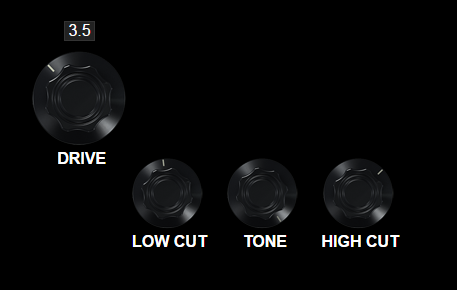 3.5
DRIVE
LOW CUT
TONE
HIGH CUT